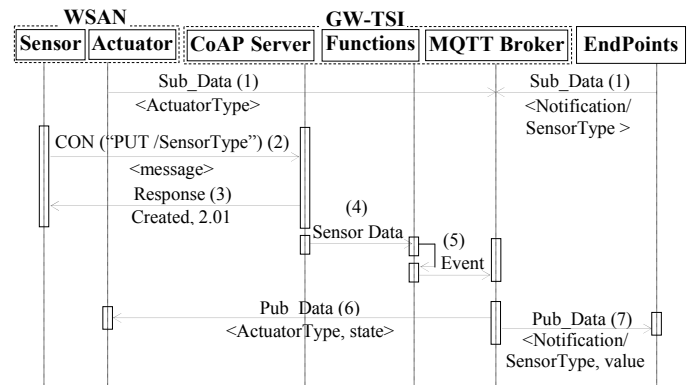 WSAN GW-TSI
Sensor Actuator CoAP Server Functions MQTT Broker EndPoints
Sub_Data (1) Sub_Data (1)
<ActuatorType> <Notification/
SensorType >
CON (“PUT /SensorType”) (2)
<message>
Response (3)
Created, 2.01
(4)
Sensor Data
(5)
Event
Pub_Data (6) Pub_Data (7)
<ActuatorType, state> <Notification/
SensorType, value